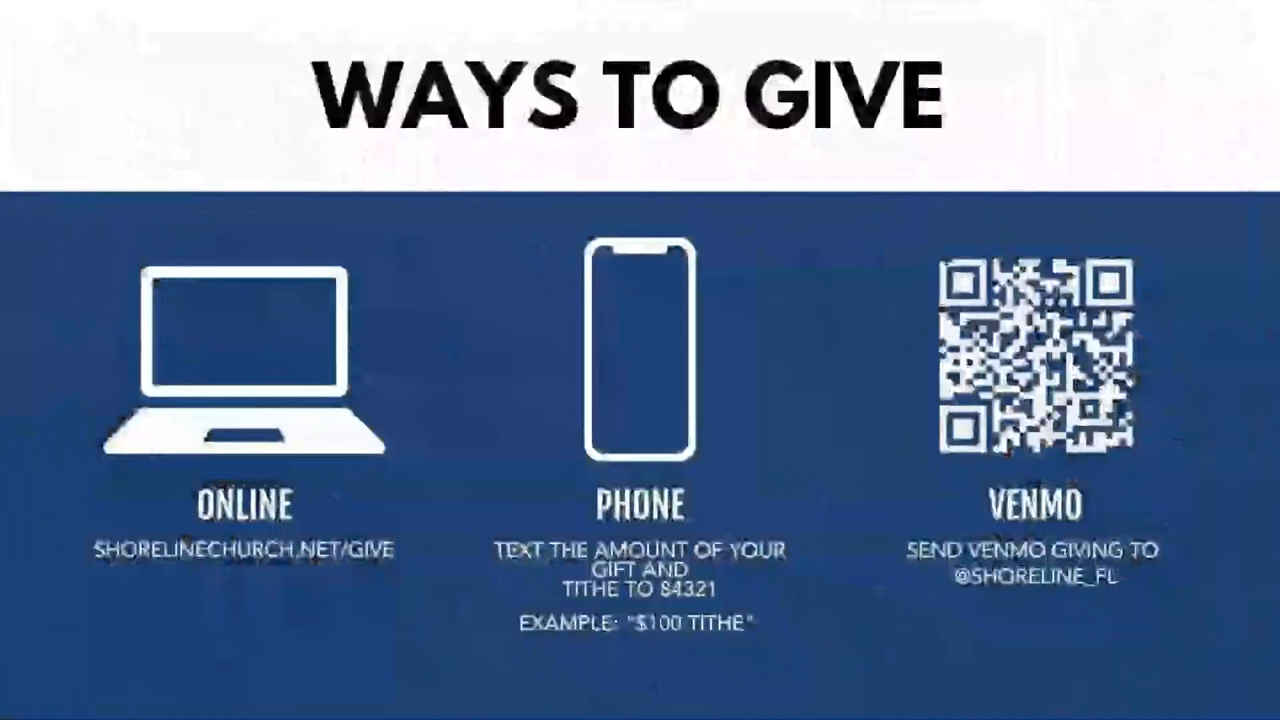 WAYS TO GIVE
ONLINE
SHORELINECHURCH.NET/GIVE
PHONE
TEXT THE AMOUNT OF YOUR
GIFT AND
TITHE TO 84321
EXAMPLE: "$100 TITHE"
VENMO
SEND VENMO GIVING TO
@SHORELINE_FL